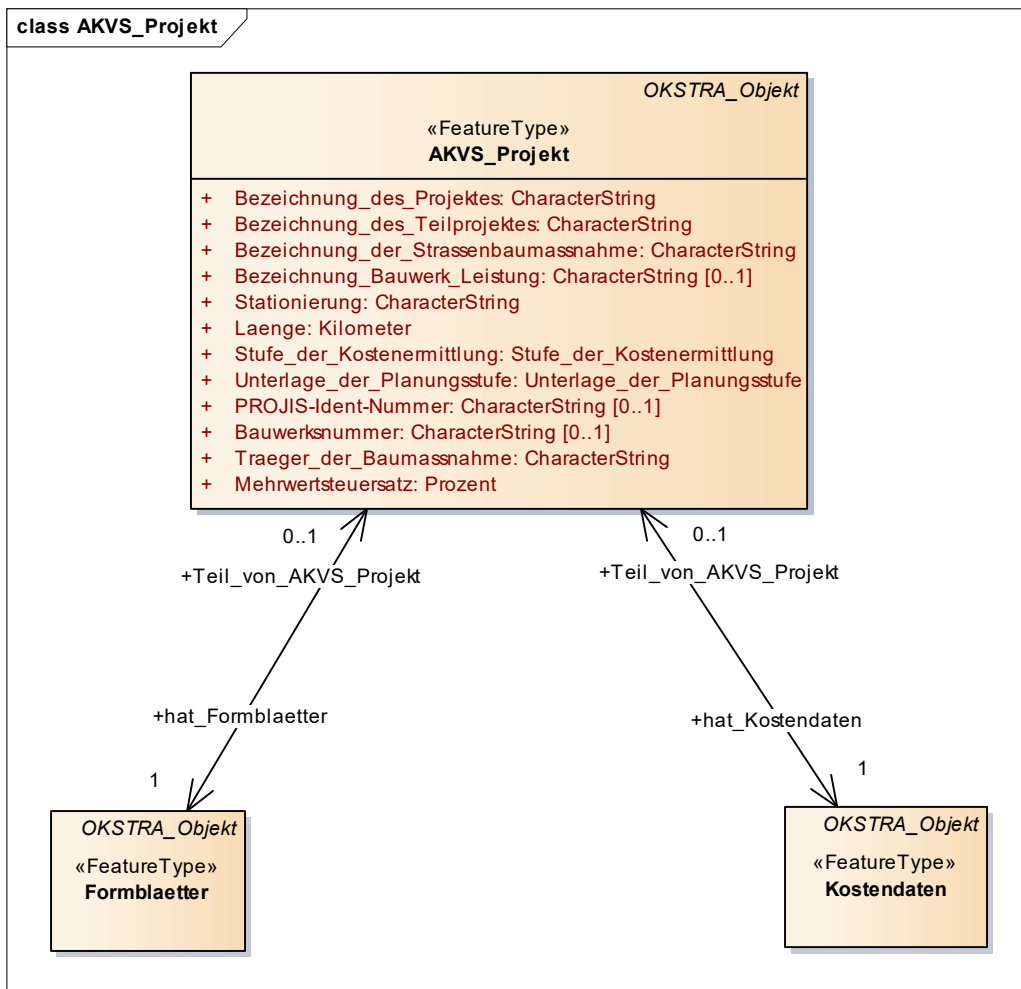 class AKVS_Projekt
OKSTRA_Objekt
«FeatureType»
AKVS_Projekt
+ Bezeichnung_des_Projektes: CharacterString
+ Bezeichnung_des_Teilprojektes: CharacterString
+ Bezeichnung_der_Strassenbaumassnahme: CharacterString
+ Bezeichnung_Bauwerk_Leistung: CharacterString [0..1]
+ Stationierung: CharacterString
+ Laenge: Kilometer
+ Stufe_der_Kostenermittlung: Stufe_der_Kostenermittlung
+ Unterlage_der_Planungsstufe: Unterlage_der_Planungsstufe
+ PROJIS-Ident-Nummer: CharacterString [0..1]
+ Bauwerksnummer: CharacterString [0..1]
+ Traeger_der_Baumassnahme: CharacterString
+ Mehrwertsteuersatz: Prozent
0..1
+Teil_von_AKVS_Projekt
0..1
+Teil_von_AKVS_Projekt
+hat_Formblaetter
1
+hat_Kostendaten
1
OKSTRA_Objekt
«FeatureType»
Formblaetter
OKSTRA_Objekt
«FeatureType»
Kostendaten